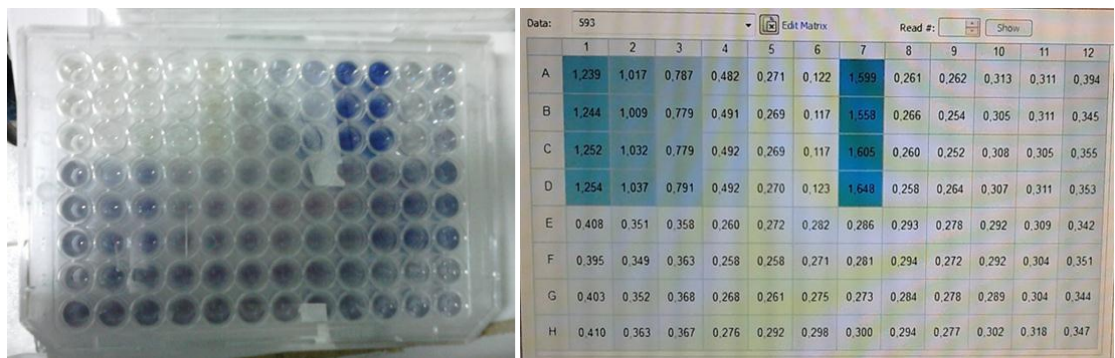 Data: 593 Edit Matrix Read #: Show
1 2 3 4 5 6 7 8 9 10 11 12
A 1,239 1,017 0,787 0,482 0,271 0,122 1,599 0,261 0,262 0,313 0,311 0,394
B 1,244 1,009 0,779 0,491 0,269 0,117 1,558 0,266 0,254 0,305 0,311 0,345
C 1,252 1,032 0,779 0,492 0,269 0,117 1,605 0,260 0,252 0,308 0,305 0,355
D 1,254 1,037 0,791 0,492 0,270 0,123 1,648 0,258 0,264 0,307 0,311 0,353
E 0,408 0,351 0,358 0,260 0,272 0,282 0,286 0,293 0,278 0,292 0,309 0,342
F 0,395 0,349 0,363 0,258 0,258 0,271 0,281 0,294 0,272 0,292 0,304 0,351
G 0,403 0,352 0,368 0,268 0,261 0,275 0,273 0,284 0,278 0,289 0,304 0,344
H 0,410 0,363 0,367 0,276 0,292 0,298 0,300 0,294 0,277 0,302 0,318 0,347